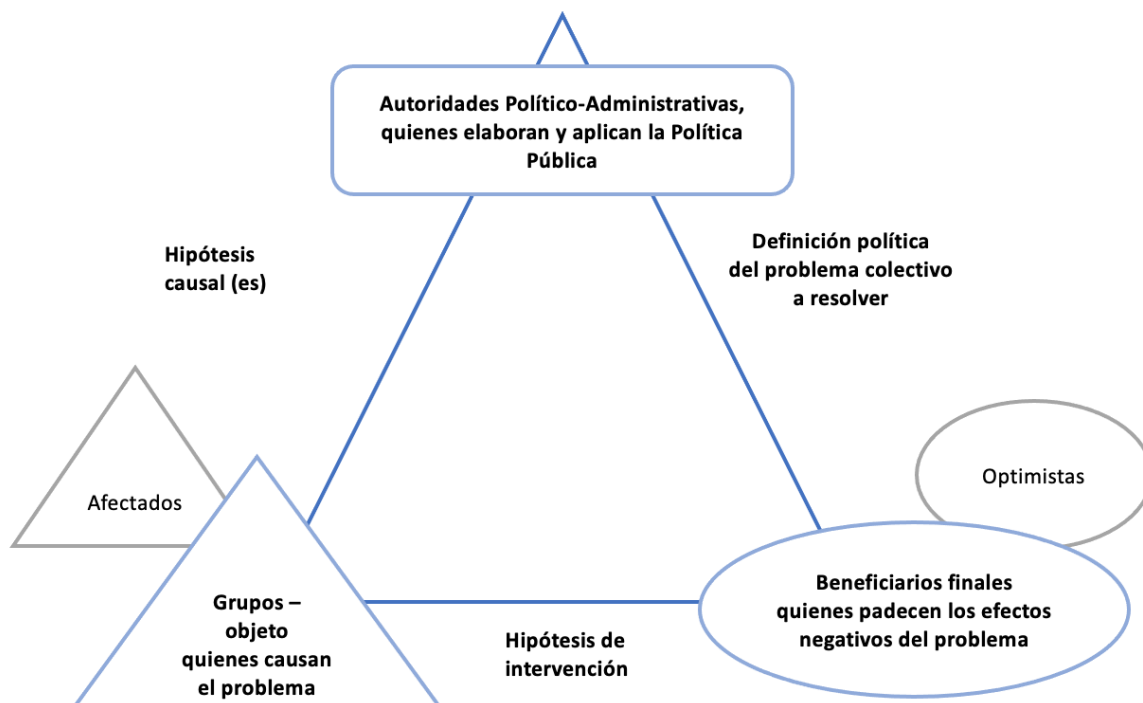 Autoridades Político-Administrativas,
quienes elaboran y aplican la Política
Pública
Hipótesis
causal (es)
Definición política
del problema colectivo
a resolver
Afectados
Optimistas
Grupos –
objeto
quienes causan
el problema
Hipótesis de
intervención
Beneficiarios finales
quienes padecen los efectos
negativos del problema